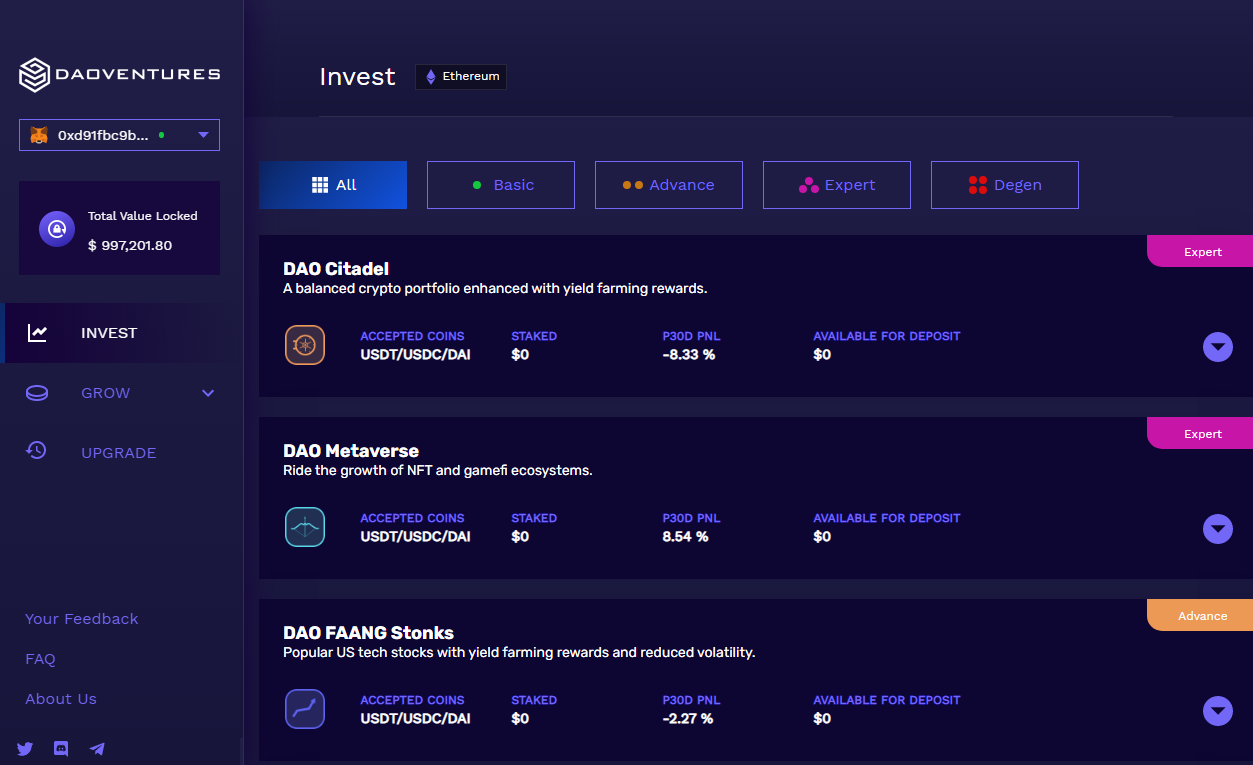 DAOVENTURES
0xd91fbc9b...
Total Value Locked
$ 997,201.80
INVEST
GROW
UPGRADE
Your Feedback
FAQ
About Us
Invest
Ethereum
All
Basic
Advance
Expert
Degen
Expert
DAO Citadel
A balanced crypto portfolio enhanced with yield farming rewards.
ACCEPTED COINS STAKED P30D PNL AVAILABLE FOR DEPOSIT
USDT/USDC/DAI $0 -8.33 % $0
Expert
DAO Metaverse
Ride the growth of NFT and gamefi ecosystems.
ACCEPTED COINS STAKED P30D PNL AVAILABLE FOR DEPOSIT
USDT/USDC/DAI $0 8.54 % $0
Advance
DAO FAANG Stonks
Popular US tech stocks with yield farming rewards and reduced volatility.
ACCEPTED COINS STAKED P30D PNL AVAILABLE FOR DEPOSIT
USDT/USDC/DAI $0 -2.27 % $0